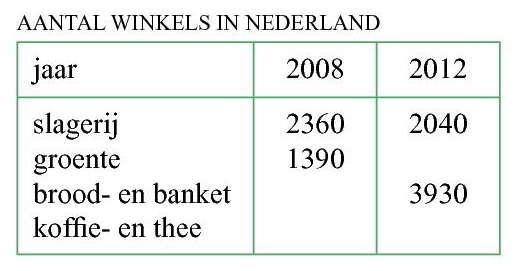 AANTAL WINKELS IN NEDERLAND
jaar 2008 2012
slagerij 2360 2040
groente 1390
brood- en banket 3930
koffie- en thee